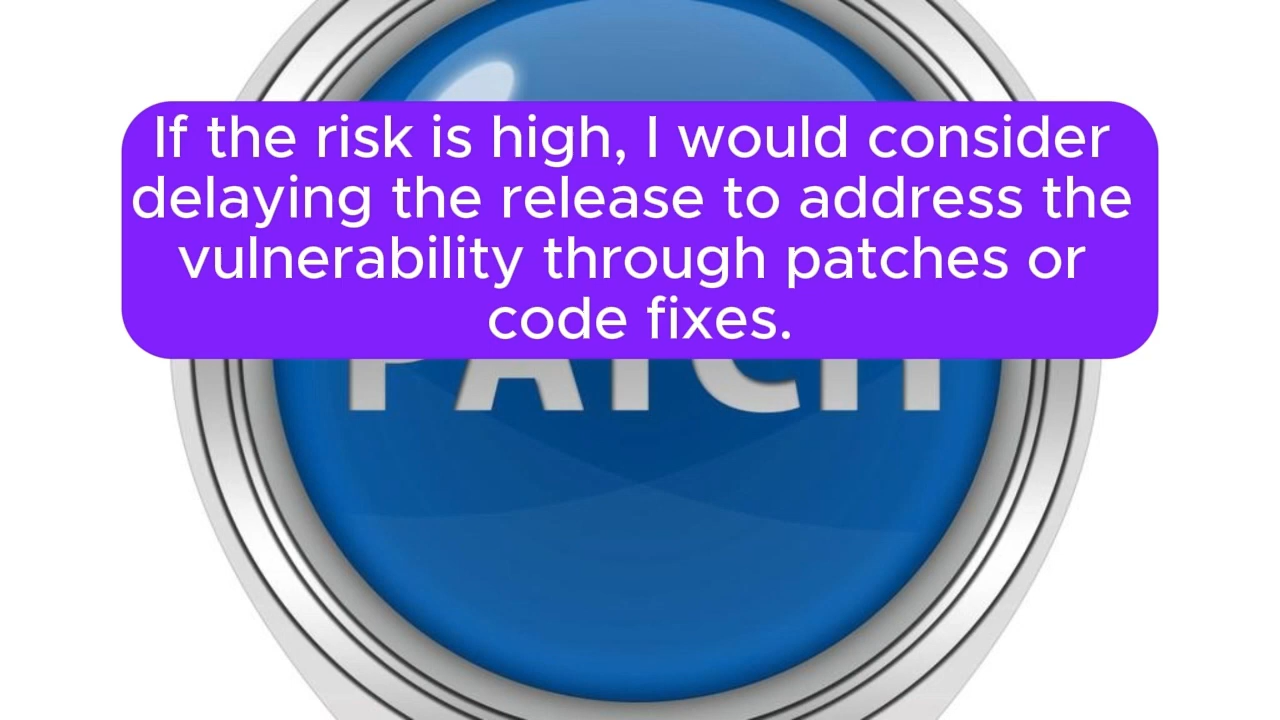 If the risk is high, I would consider
delaying the release to address the
vulnerability through patches or
code fixes.
PATCH